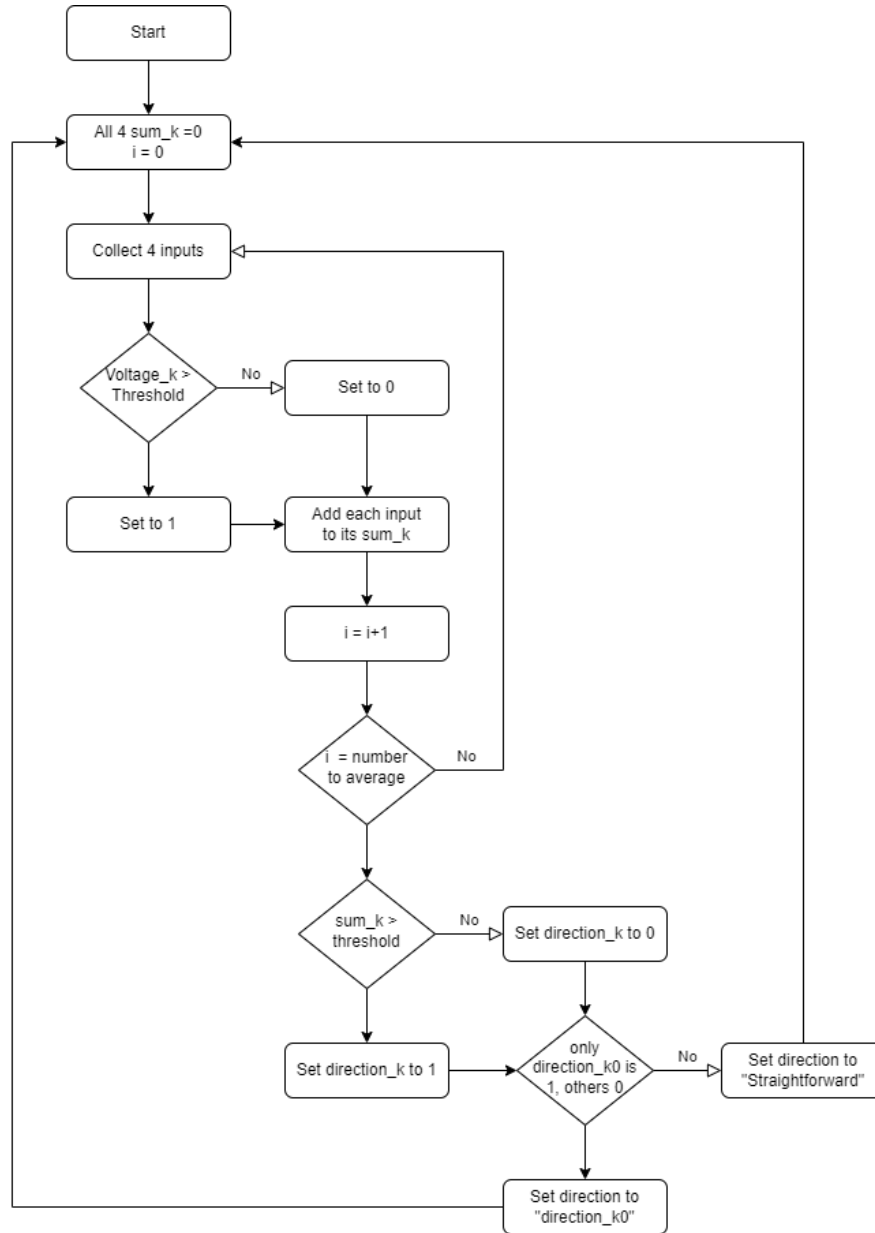 Start
All 4 sum_k =0
i = 0
Collect 4 inputs
Voltage_k >
Threshold
No
Set to 0
Set to 1
Add each input
to its sum_k
i = i+1
i  = number
to average
No
sum_k >
threshold
No
Set direction_k to 0
Set direction_k to 1
only
direction_k0 is
1, others 0
No
Set direction to
"Straightforward"
Set direction to
"direction_k0"